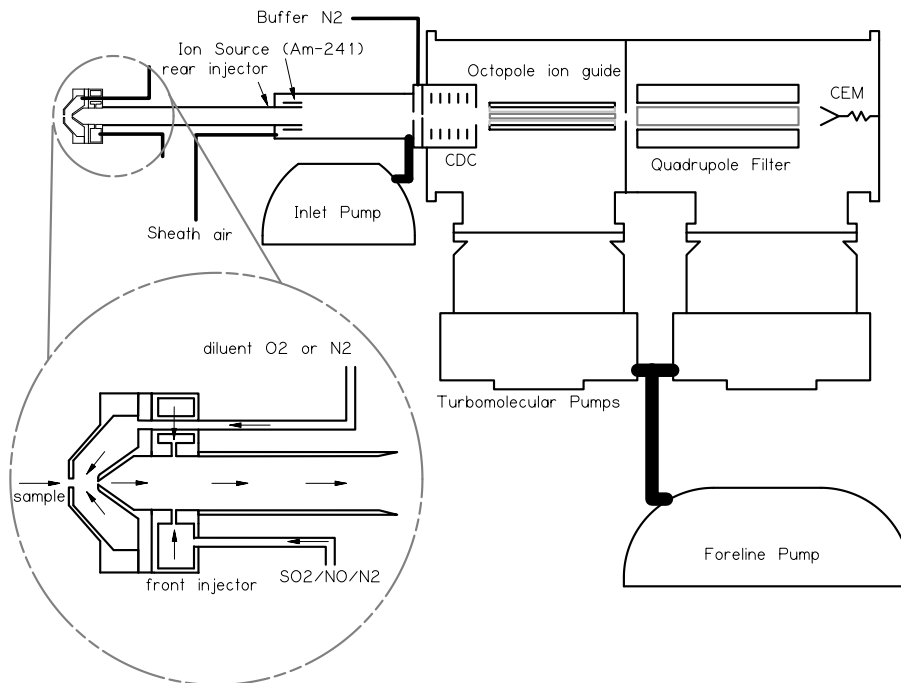 Buffer N2
Ion Source (Am-241)
rear injector
Octopole ion guide
CEM
CDC
Quadrupole Filter
Inlet Pump
Sheath air
diluent O2 or N2
Turbomolecular Pumps
sample
Foreline Pump
front injector
SO2/NO/N2